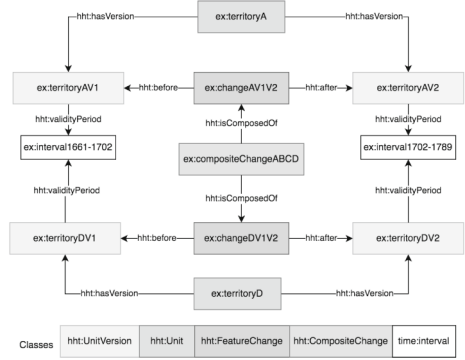 ex:territoryA
hht:hasVersion
hht:hasVersion
ex:territoryAV1
hht:before
ex:changeAV1V2
hht:after
ex:territoryAV2
hht:validityPeriod
hht:isComposedOf
hht:validityPeriod
ex:interval1661-1702
ex:compositeChangeABCD
ex:interval1702-1789
hht:validityPeriod
hht:isComposedOf
hht:validityPeriod
ex:territoryDV1
hht:before
ex:changeDV1V2
hht:after
ex:territoryDV2
hht:hasVersion
ex:territoryD
hht:hasVersion
Classes
hht:UnitVersion
hht:Unit
hht:FeatureChange
hht:CompositeChange
time:interval